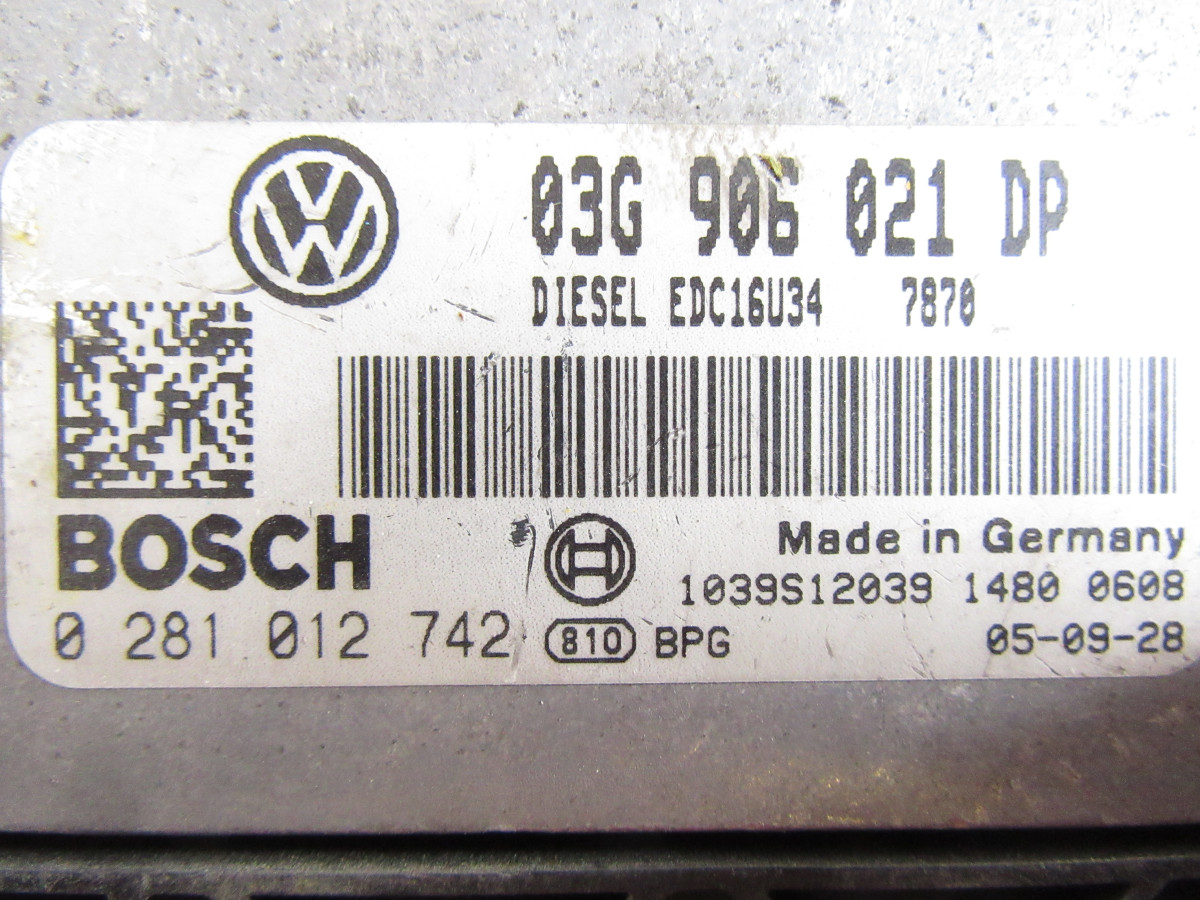 VW
03G 906 021 DP
DIESEL EDC16U34 7870
BOSCH
Made in Germany
1039S12039 1480 0608
0 281 012 742 810 BPG 05-09-28